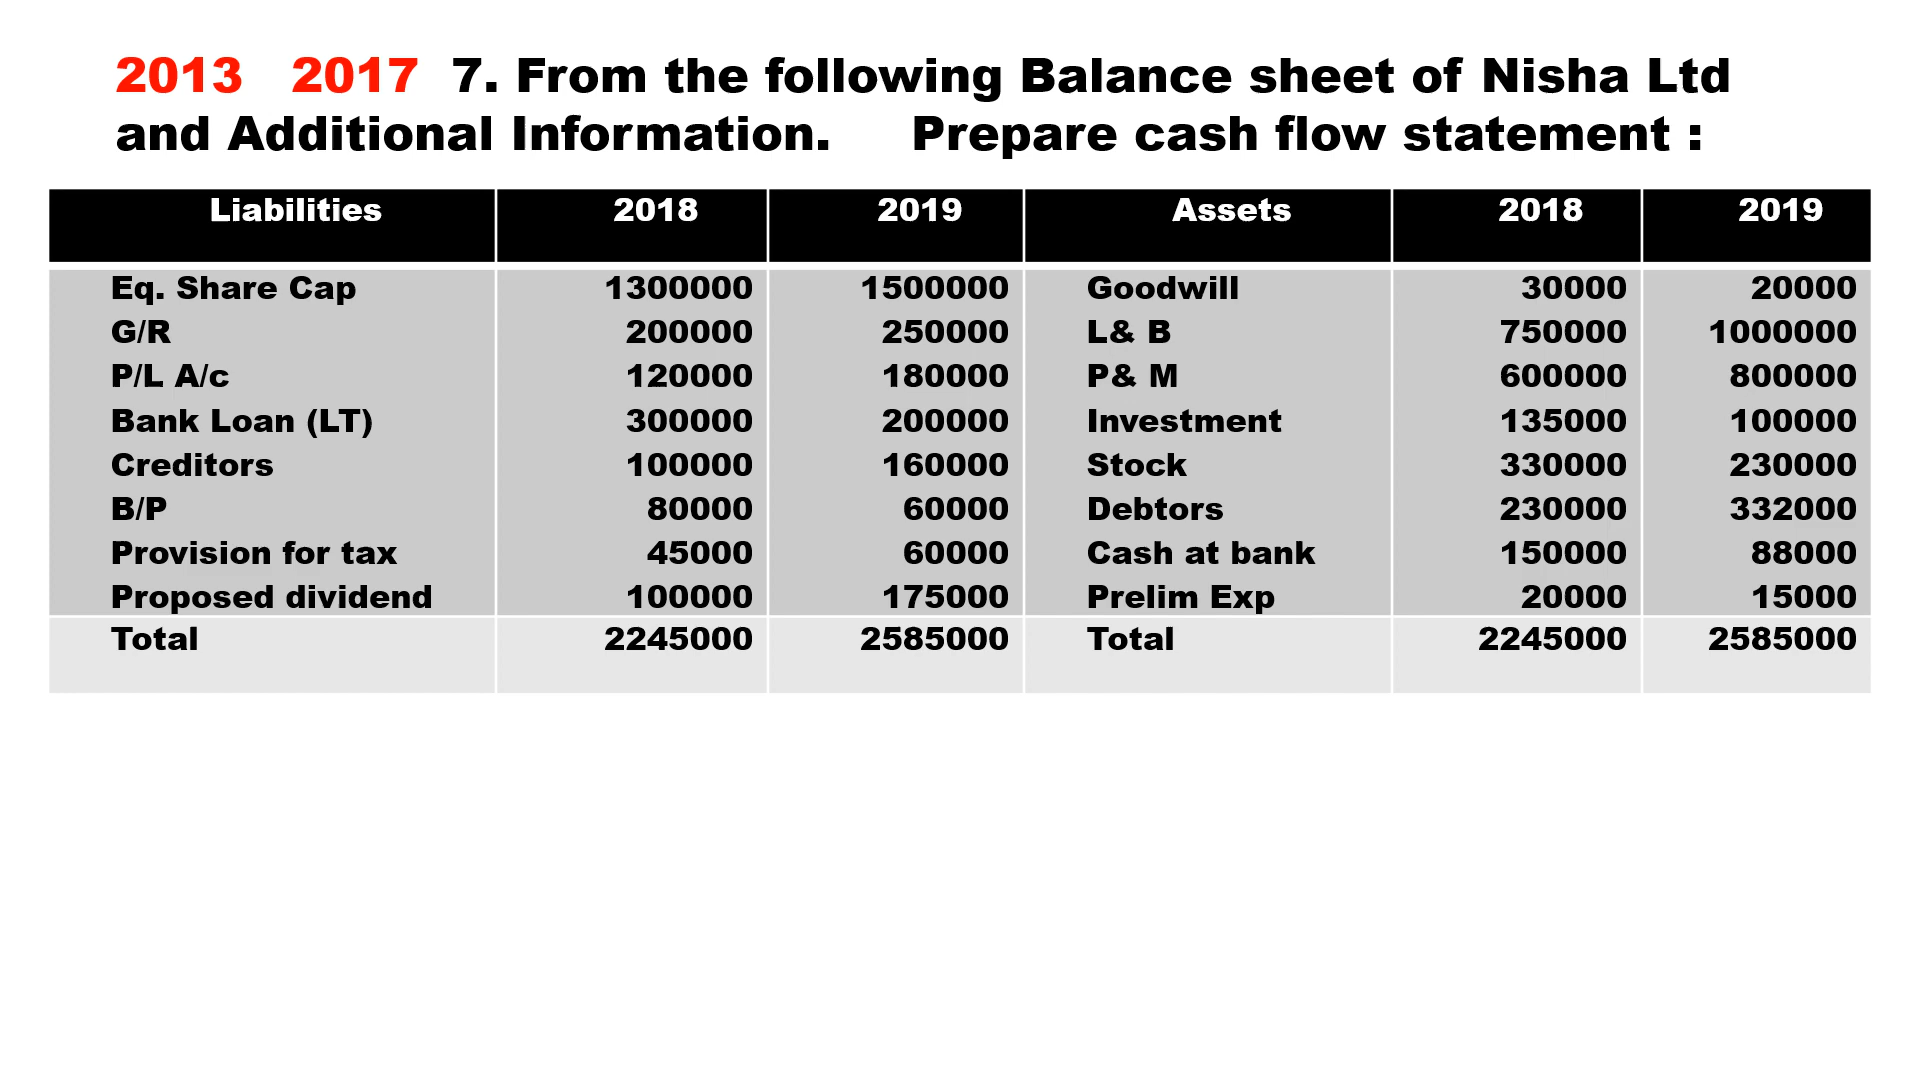 2013 2017 7. From the following Balance sheet of Nisha Ltd
and Additional Information. Prepare cash flow statement :
Liabilities 2018 2019 Assets 2018 2019
Eq. Share Cap 1300000 1500000 Goodwill 30000 20000
G/R 200000 250000 L& B 750000 1000000
P/L A/c 120000 180000 P& M 600000 800000
Bank Loan (LT) 300000 200000 Investment 135000 100000
Creditors 100000 160000 Stock 330000 230000
B/P 80000 60000 Debtors 230000 332000
Provision for tax 45000 60000 Cash at bank 150000 88000
Proposed dividend 100000 175000 Prelim Exp 20000 15000
Total 2245000 2585000 Total 2245000 2585000